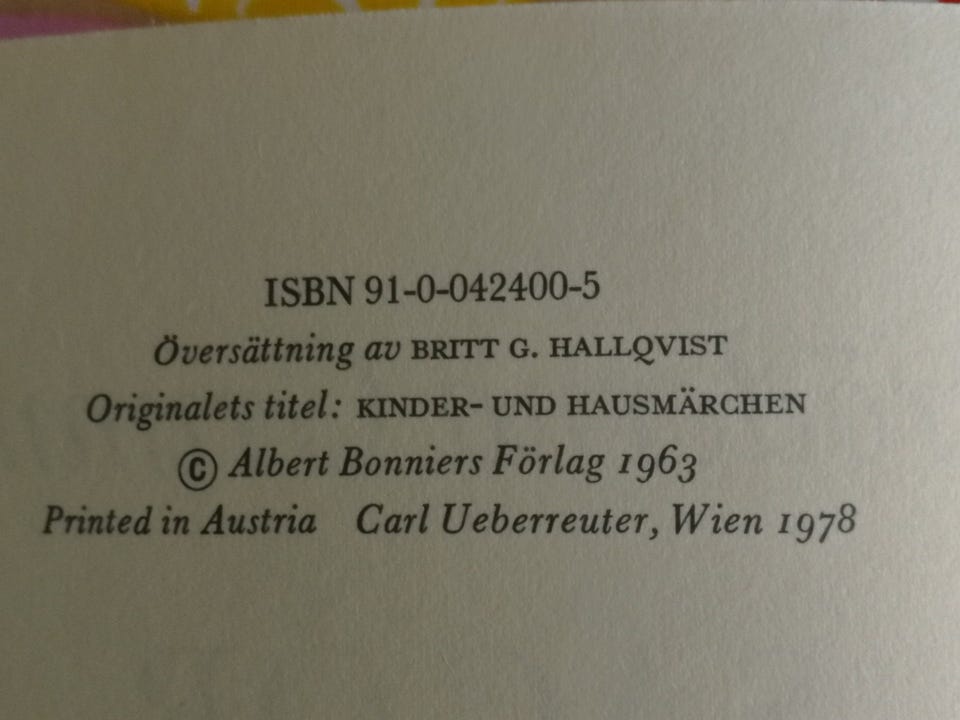 ISBN 91-0-042400-5
Översättning av BRITT G. HALLQVIST
Originalets titel: KINDER- UND HAUSMÄRCHEN
© Albert Bonniers Förlag 1963
Printed in Austria Carl Ueberreuter, Wien 1978